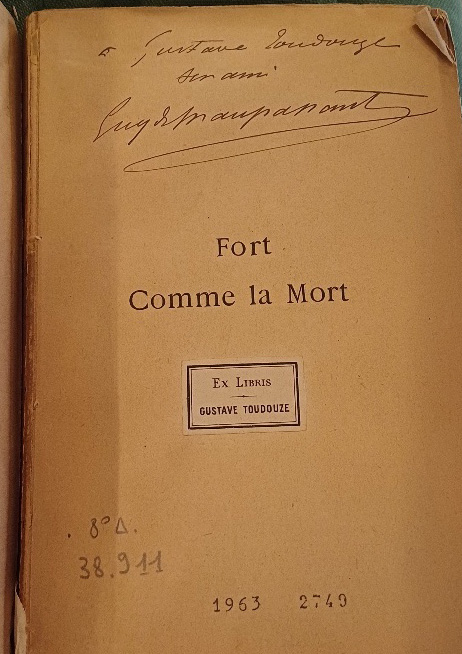 a Gustave Toudouze
son ami
Guy de Maupassant
Fort
Comme la Mort
Ex Libris
GUSTAVE TOUDOUZE
8° Δ.
38.911
1963 2749